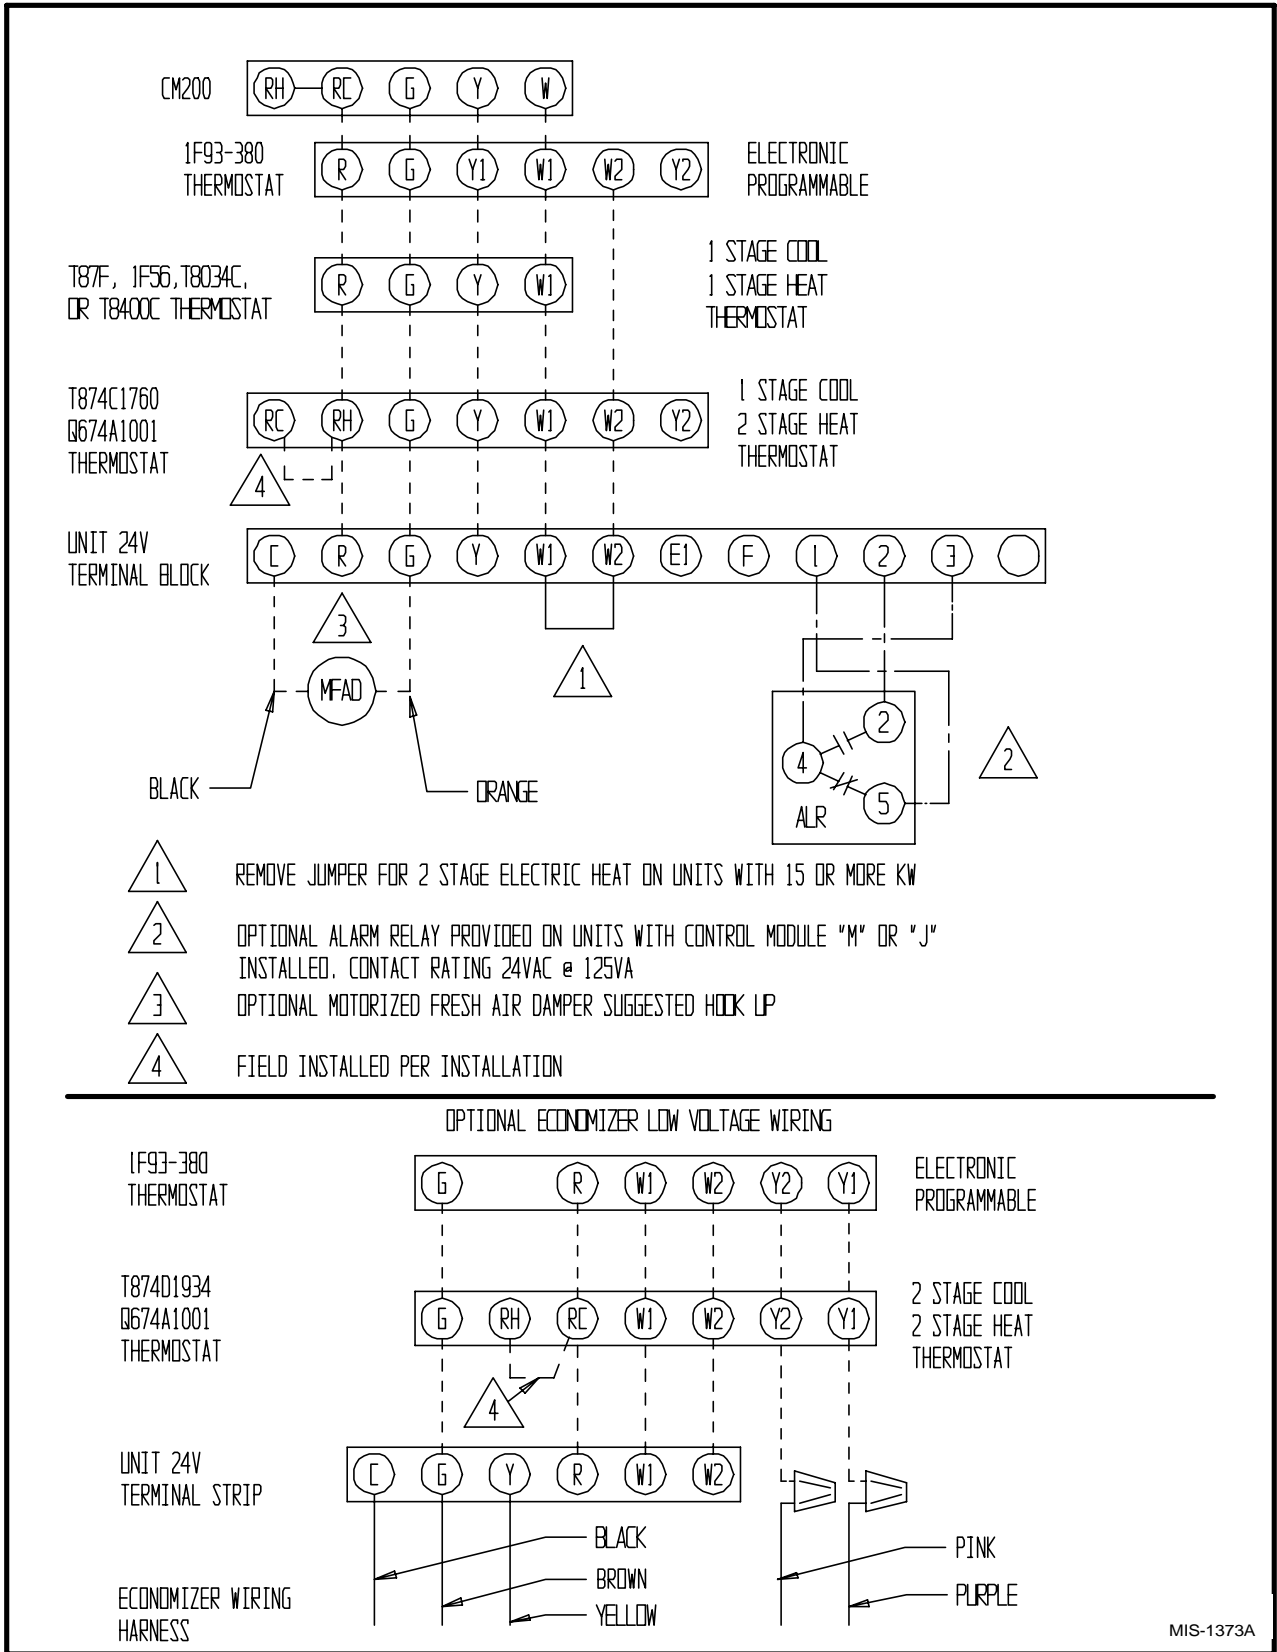 CM200
RH RC G Y W
1F93-380
THERMOSTAT
R G Y1 W1 W2 Y2
ELECTRONIC
PROGRAMMABLE
T87F, 1F56,T8034C,
OR T8400C THERMOSTAT
R G Y W1
1 STAGE COOL
1 STAGE HEAT
THERMOSTAT
T874C1760
Q674A1001
THERMOSTAT
RC RH G Y W1 W2 Y2
1 STAGE COOL
2 STAGE HEAT
THERMOSTAT
4
UNIT 24V
TERMINAL BLOCK
C R G Y W1 W2 E1 F 1 2 3
3
MFAD
1
2
4
5
ALR
2
BLACK
ORANGE
1 REMOVE JUMPER FOR 2 STAGE ELECTRIC HEAT ON UNITS WITH 15 OR MORE KW
2 OPTIONAL ALARM RELAY PROVIDED ON UNITS WITH CONTROL MODULE "M" OR "J"
INSTALLED. CONTACT RATING 24VAC @ 125VA
3 OPTIONAL MOTORIZED FRESH AIR DAMPER SUGGESTED HOOK UP
4 FIELD INSTALLED PER INSTALLATION
OPTIONAL ECONOMIZER LOW VOLTAGE WIRING
1F93-380
THERMOSTAT
G R W1 W2 Y2 Y1
ELECTRONIC
PROGRAMMABLE
T874D1934
Q674A1001
THERMOSTAT
G RH RC W1 W2 Y2 Y1
2 STAGE COOL
2 STAGE HEAT
THERMOSTAT
4
UNIT 24V
TERMINAL STRIP
C G Y R W1 W2
BLACK
BROWN
YELLOW
PINK
PURPLE
ECONOMIZER WIRING
HARNESS
MIS-1373A